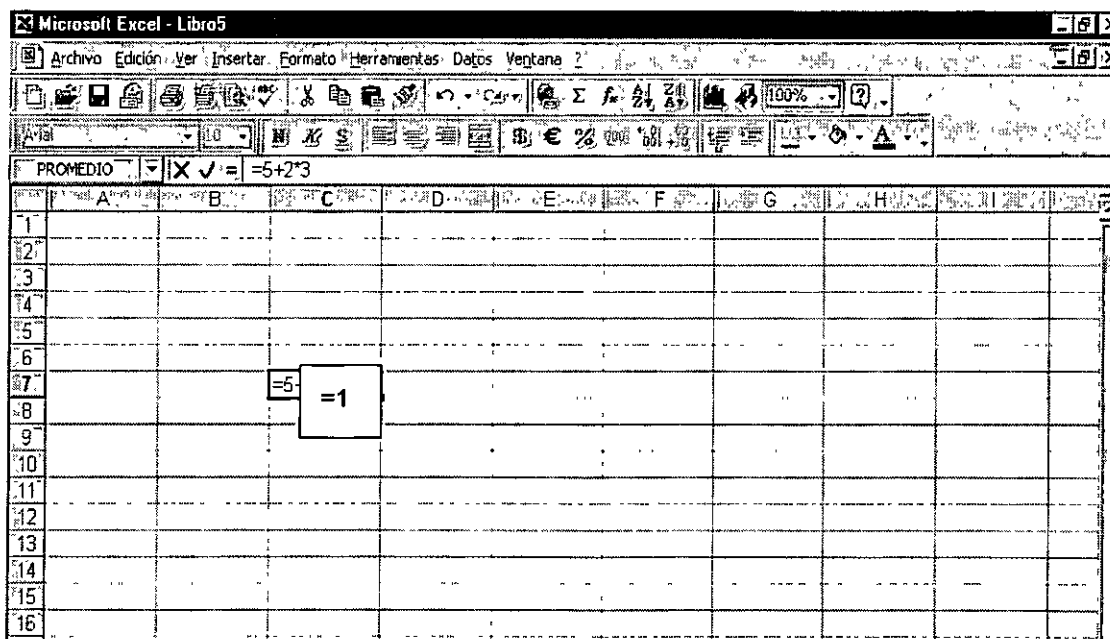 Microsoft Excel - Libro5
Archivo Edición Ver Insertar Formato Herramientas Datos Ventana ?
100%
Arial 10 N K S € %
PROMEDIO X ✓ = =5+2*3
A B C D E F G H I
1
2
3
4
5
6
7 =5+ =1
8
9
10
11
12
13
14
15
16